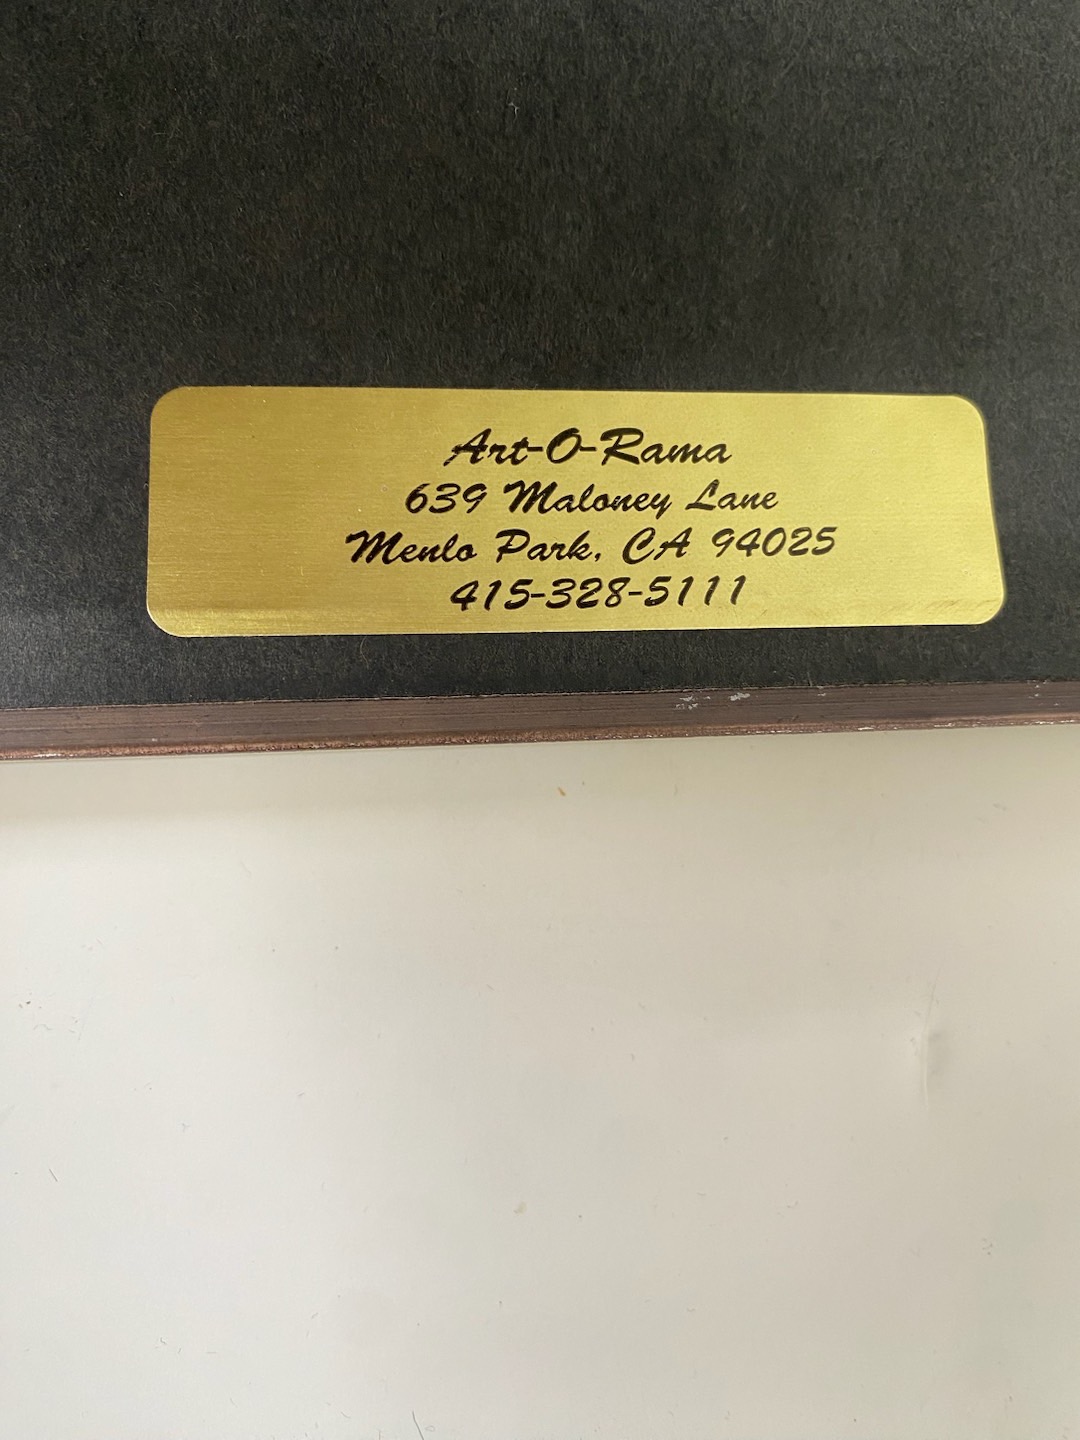 Art-O-Rama
639 Maloney Lane
Menlo Park, CA 94025
415-328-5111